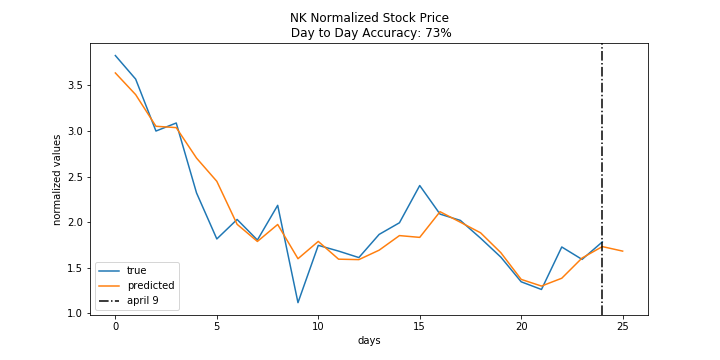 NK Normalized Stock Price
Day to Day Accuracy: 73%
normalized values
3.5
3.0
2.5
2.0
1.5
1.0
true
predicted
april 9
0 5 10 15 20 25
days